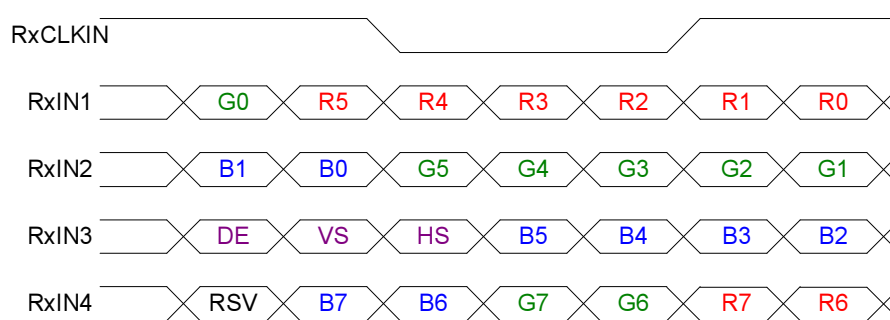 RxCLKIN
RxIN1 G0 R5 R4 R3 R2 R1 R0
RxIN2 B1 B0 G5 G4 G3 G2 G1
RxIN3 DE VS HS B5 B4 B3 B2
RxIN4 RSV B7 B6 G7 G6 R7 R6